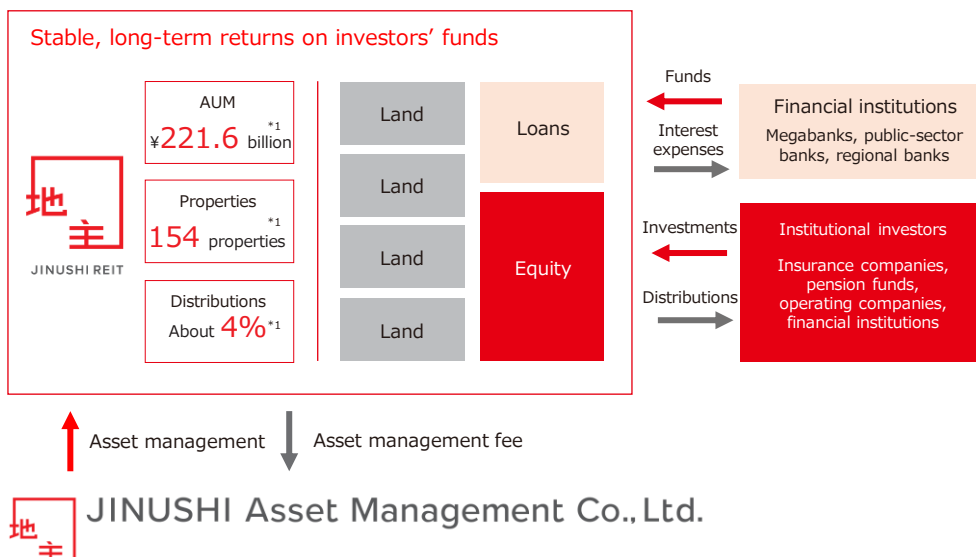 Stable, long-term returns on investors' funds
地
主
JINUSHI REIT
AUM
¥221.6 billion *1
Properties
154 properties *1
Distributions
About 4% *1
Land
Land
Land
Land
Loans
Equity
Funds
Interest
expenses
Investments
Distributions
Financial institutions
Megabanks, public-sector
banks, regional banks
Institutional investors
Insurance companies,
pension funds,
operating companies,
financial institutions
Asset management
Asset management fee
地
主
JINUSHI Asset Management Co., Ltd.